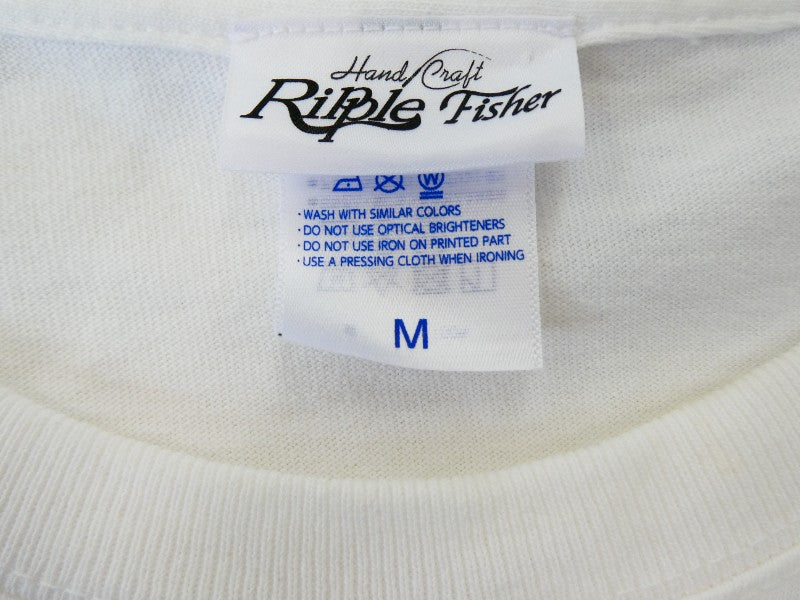 Hand Craft
Ripple Fisher
W
・WASH WITH SIMILAR COLORS
・DO NOT USE OPTICAL BRIGHTENERS
・DO NOT USE IRON ON PRINTED PART
・USE A PRESSING CLOTH WHEN IRONING
M